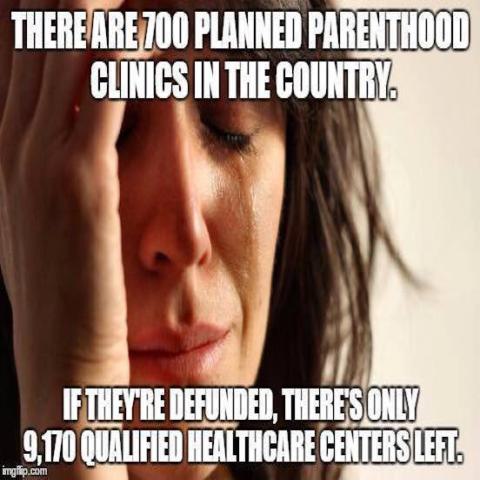 THERE ARE 700 PLANNED PARENTHOOD
CLINICS IN THE COUNTRY.
IF THEY'RE DEFUNDED, THERE'S ONLY
9,170 QUALIFIED HEALTHCARE CENTERS LEFT.
imgflip.com